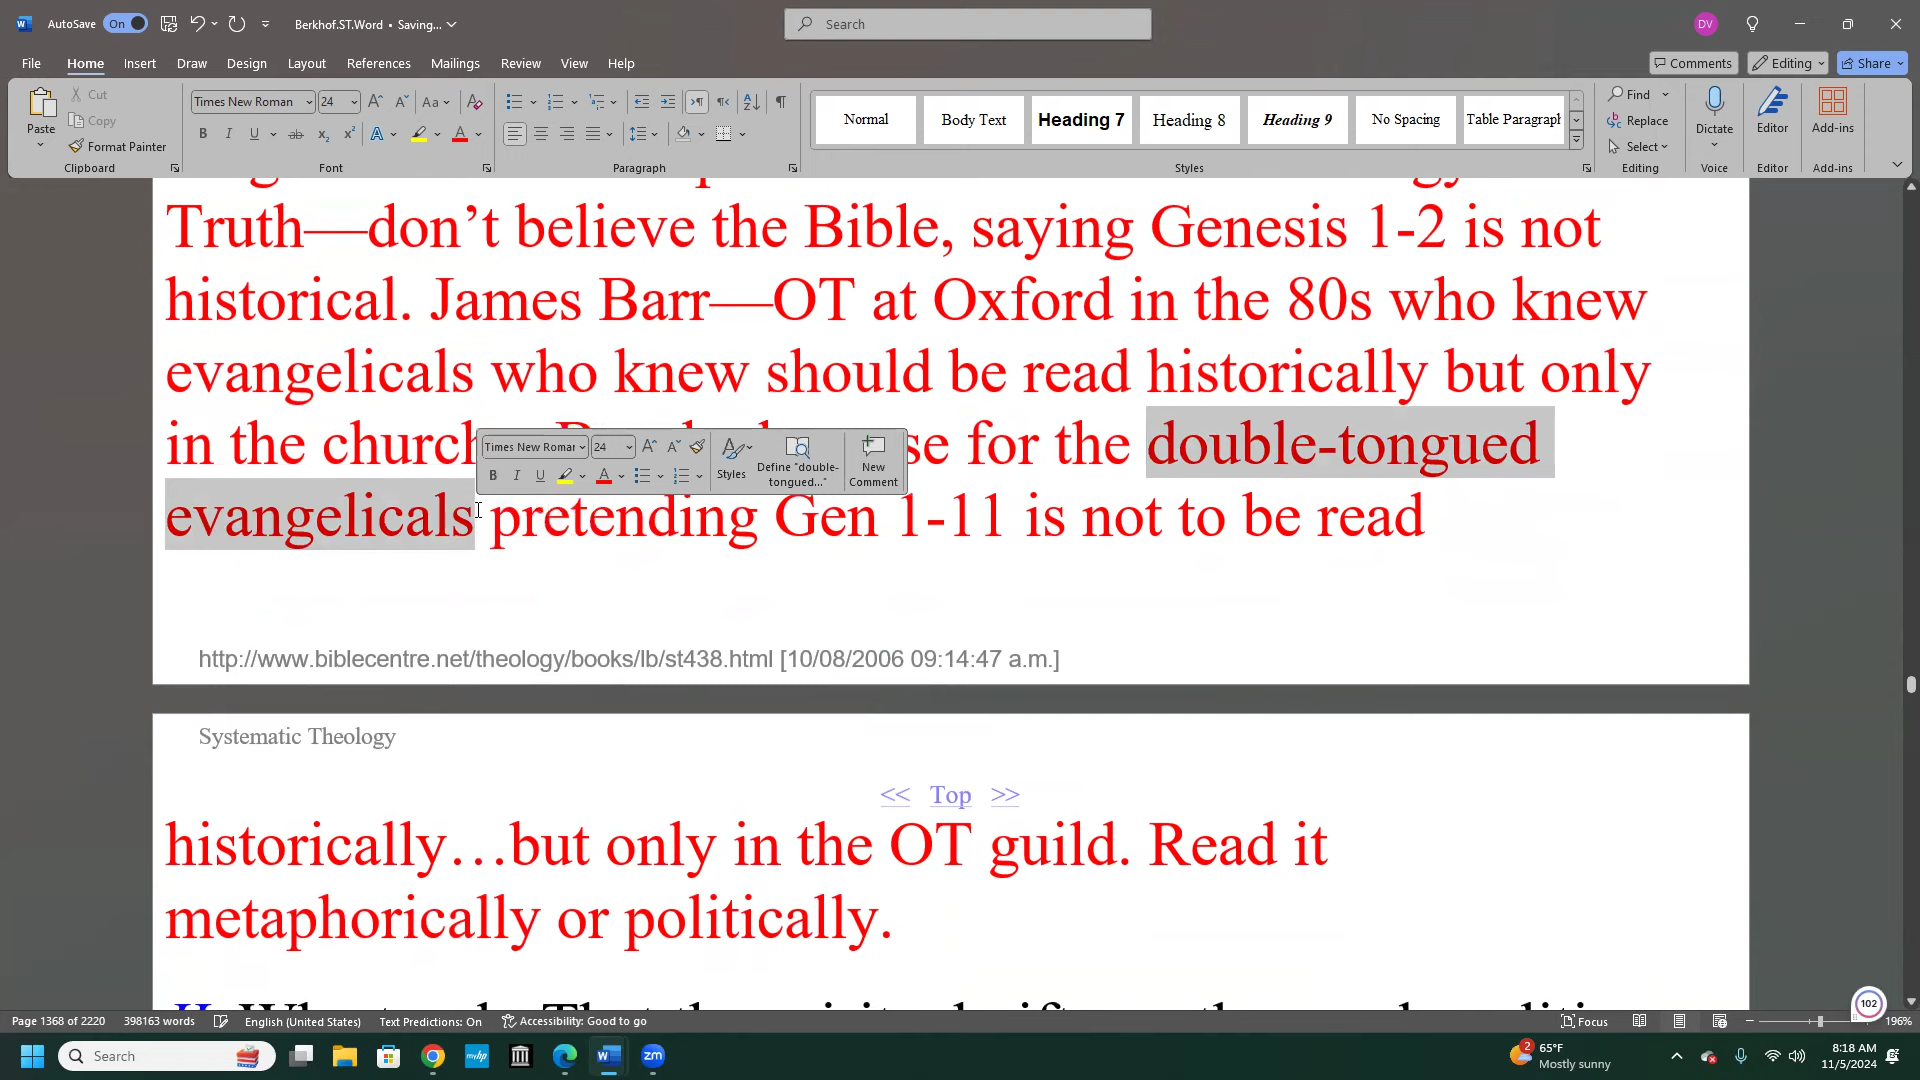 AutoSave On Berkhof.ST.Word • Saving... Search DV
File Home Insert Draw Design Layout References Mailings Review View Help Comments Editing Share
Paste Cut Copy Format Painter Clipboard
Times New Roman 24 Font
Paragraph
Normal Body Text Heading 7 Heading 8 Heading 9 No Spacing Table Paragraph Styles
Find Replace Select Editing
Dictate Voice
Editor Editor
Add-ins Add-ins
Truth—don’t believe the Bible, saying Genesis 1-2 is not
historical. James Barr—OT at Oxford in the 80s who knew
evangelicals who knew should be read historically but only
in the church for the double-tongued
evangelicals pretending Gen 1-11 is not to be read
Times New Romar 24 Styles Define "double-tongued..." New Comment
http://www.biblecentre.net/theology/books/lb/st438.html [10/08/2006 09:14:47 a.m.]
Systematic Theology
<< Top >>
historically…but only in the OT guild. Read it
metaphorically or politically.
Page 1368 of 2220 398163 words English (United States) Text Predictions: On Accessibility: Good to go Focus 196%
102
Search myhp zm 2 65°F Mostly sunny 8:18 AM 11/5/2024